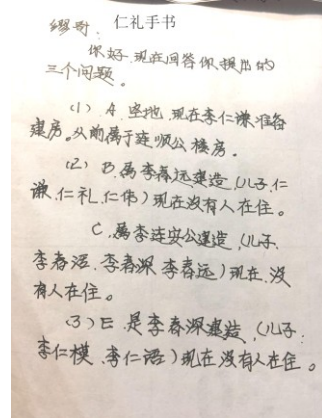 仁礼手书
缪哥：
你好.现在回答你提出的
三个问题。
(1) A.空地 现在李仁谦准备
建房。从前属于连顺公楼房。
(2) B.属李春远建造（儿子仁
谦.仁礼.仁伟）现在没有人在住。
C.属李连安公建造（儿子.
李春浯.李春深 李春远）现在.没
有人在住。
(3) E 是李春深建造，（儿子:
李仁模. 李仁浯）现在没有人在住。